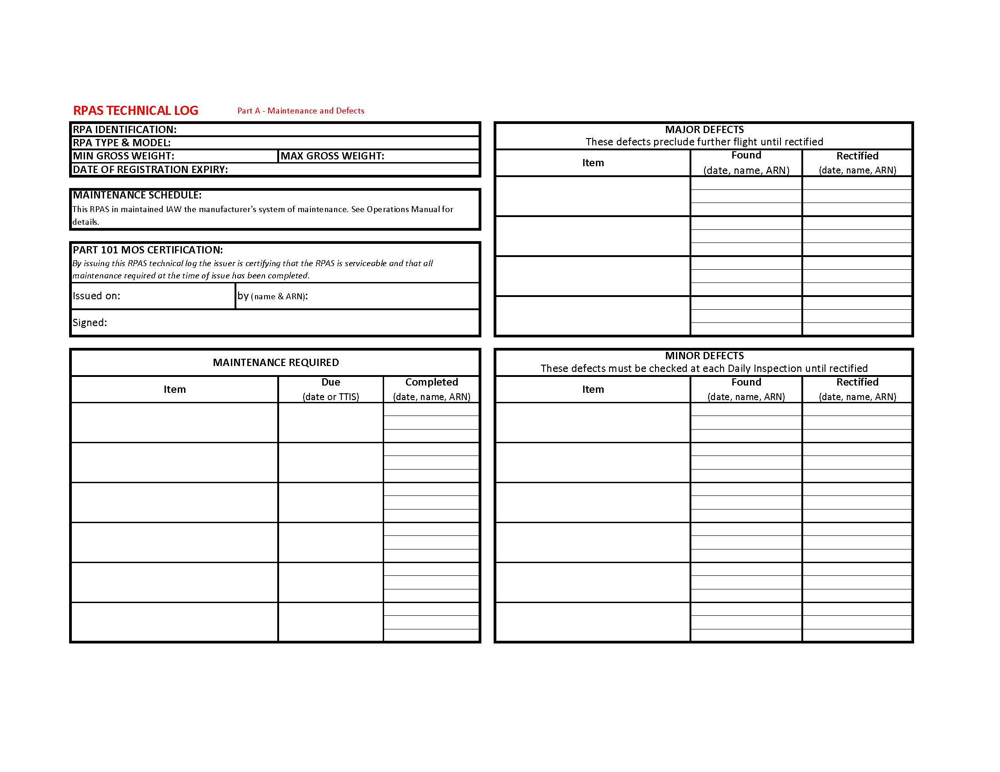 RPAS TECHNICAL LOG Part A - Maintenance and Defects
RPA IDENTIFICATION:
RPA TYPE & MODEL:
MIN GROSS WEIGHT: MAX GROSS WEIGHT:
DATE OF REGISTRATION EXPIRY:
MAINTENANCE SCHEDULE:
This RPAS in maintained IAW the manufacturer's system of maintenance. See Operations Manual for
details.
PART 101 MOS CERTIFICATION:
By issuing this RPAS technical log the issuer is certifying that the RPAS is serviceable and that all
maintenance required at the time of issue has been completed.
Issued on: by (name & ARN):
Signed:
MAJOR DEFECTS
These defects preclude further flight until rectified
Item Found Rectified
(date, name, ARN) (date, name, ARN)
MAINTENANCE REQUIRED
Item Due Completed
(date or TTIS) (date, name, ARN)
MINOR DEFECTS
These defects must be checked at each Daily Inspection until rectified
Item Found Rectified
(date, name, ARN) (date, name, ARN)